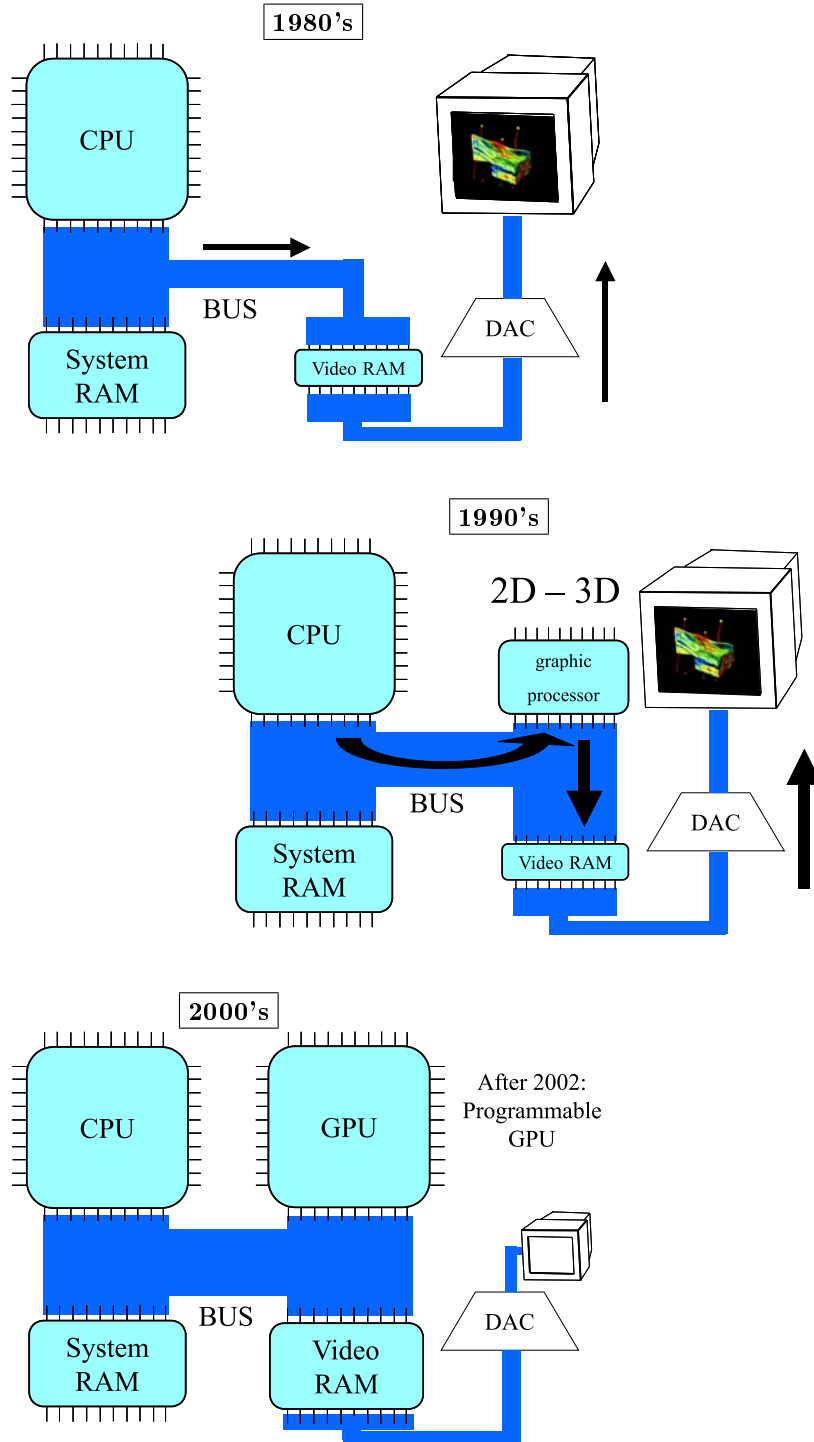 1980's
CPU
BUS
DAC
System
RAM
Video RAM
1990's
2D – 3D
CPU
graphic
processor
BUS
DAC
System
RAM
Video RAM
2000's
CPU
GPU
After 2002:
Programmable
GPU
BUS
DAC
System
RAM
Video
RAM